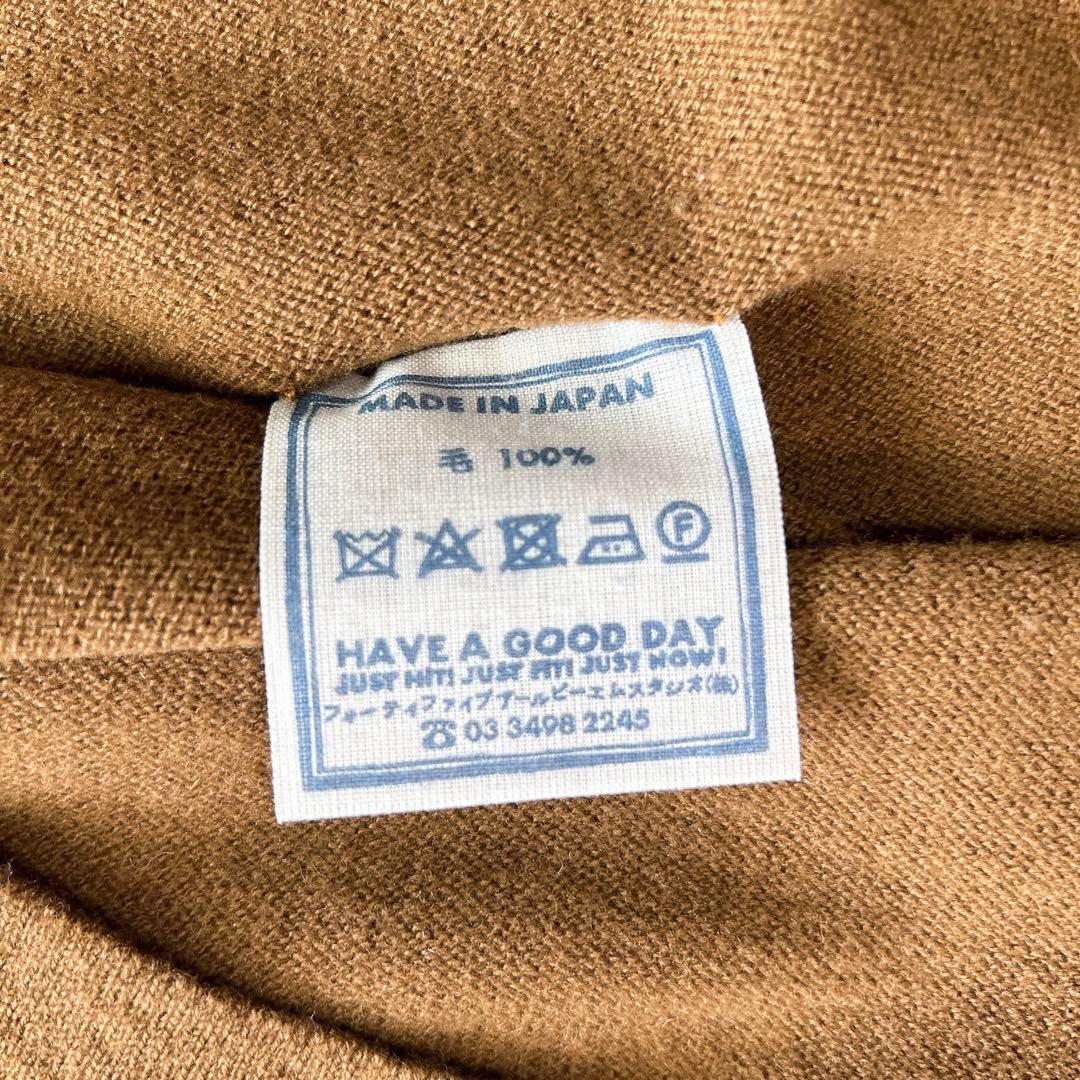 MADE IN JAPAN
毛 100%
F
HAVE A GOOD DAY
JUST HIT! JUST FIT! JUST NOW!
フォーティファイブアールピーエムスタジオ(株)
☎ 03 3498 2245